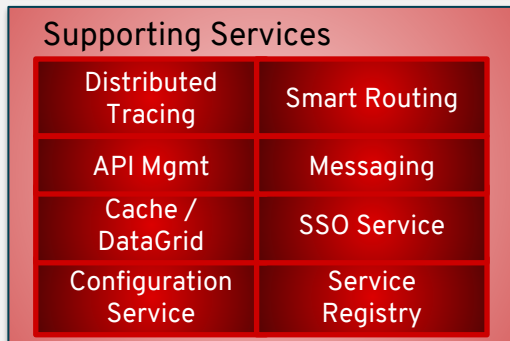 Supporting Services
Distributed
Tracing
Smart Routing
API Mgmt
Messaging
Cache /
DataGrid
SSO Service
Configuration
Service
Service
Registry